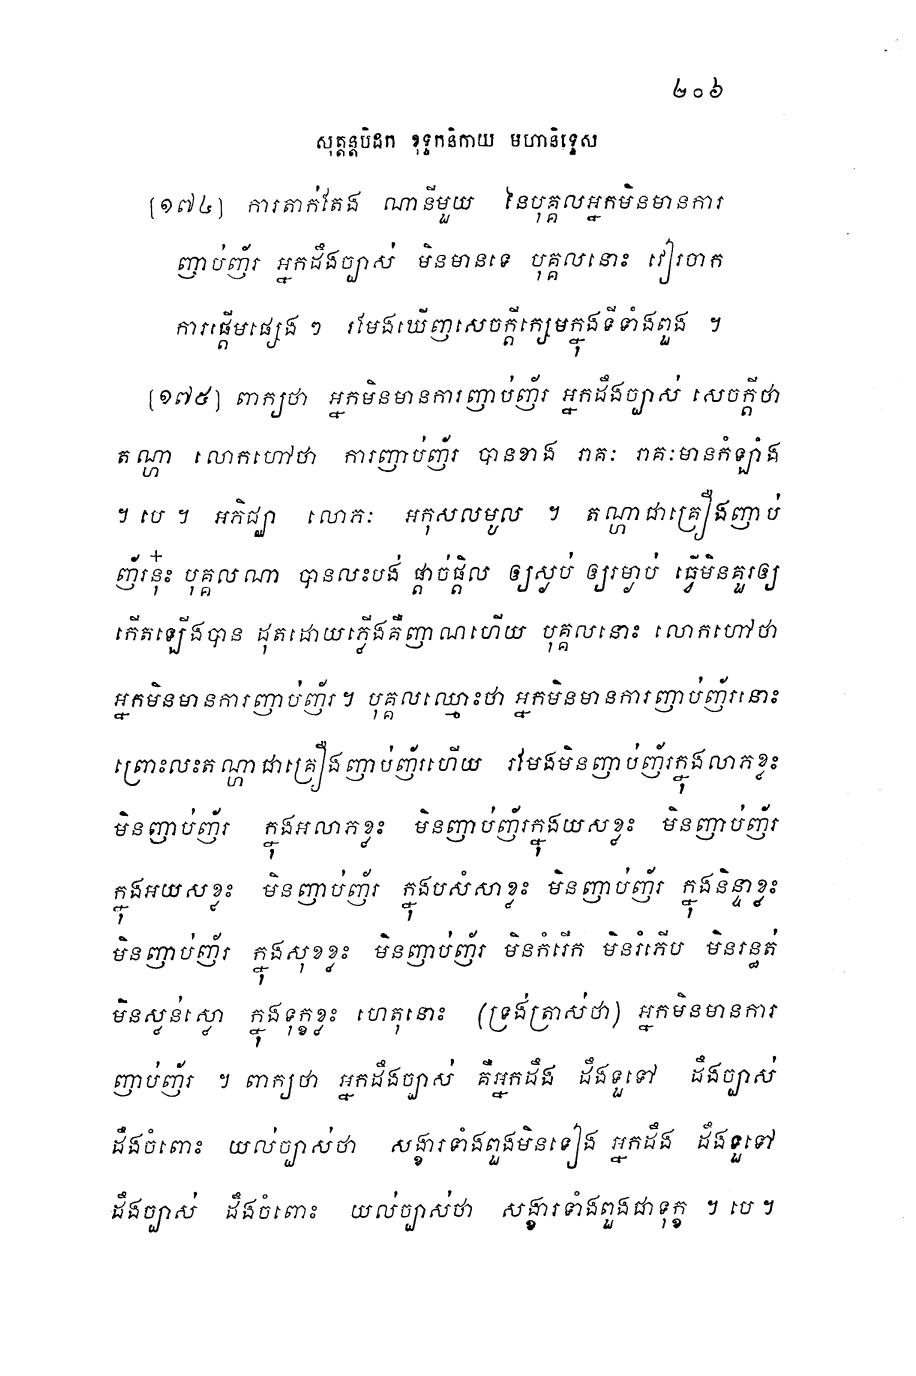 ២០៦
សុត្តន្តបិដក ខុទ្ទកនិកាយ មហានិទ្ទេស
(១៧៤) ការតាក់តែង ណានីមួយ នៃបុគ្គលអ្នកមិនមានការ
ញាប់ញ័រ អ្នកដឹងច្បាស់ មិនមានទេ បុគ្គលនោះ វៀរចាក
ការផ្តើមផ្សេង ៗ រមែងឃើញសេចក្តីក្សេមក្នុងទីទាំងពួង ។
(១៧៥) ពាក្យថា អ្នកមិនមានការញាប់ញ័រ អ្នកដឹងច្បាស់ សេចក្តីថា
តណ្ហា លោកហៅថា ការញាប់ញ័រ បានខាង រាគៈ រាគៈមានកំឡាំង
។ បេ ។ អភិជ្ឈា លោភៈ អកុសលមូល ។ តណ្ហាជាគ្រឿងញាប់
ញ័រនុ៎ះ បុគ្គលណា បានលះបង់ ផ្តាច់ផ្តិល ឲ្យស្ងប់ ឲ្យរម្ងាប់ ធ្វើមិនគួរឲ្យ
កើតឡើងបាន ដុតដោយភ្លើងគឺញាណហើយ បុគ្គលនោះ លោកហៅថា
អ្នកមិនមានការញាប់ញ័រ ។ បុគ្គលឈ្មោះថា អ្នកមិនមានការញាប់ញ័រនោះ
ព្រោះលះតណ្ហាជាគ្រឿងញាប់ញ័រហើយ រមែងមិនញាប់ញ័រក្នុងលាភខ្លះ
មិនញាប់ញ័រ ក្នុងអលាភខ្លះ មិនញាប់ញ័រក្នុងយសខ្លះ មិនញាប់ញ័រ
ក្នុងអយសខ្លះ មិនញាប់ញ័រ ក្នុងបសំសាខ្លះ មិនញាប់ញ័រ ក្នុងនិន្ទាខ្លះ
មិនញាប់ញ័រ ក្នុងសុខខ្លះ មិនញាប់ញ័រ មិនកំរើក មិនរំភើប មិនរន្ធត់
មិនស្លន់ស្លោ ក្នុងទុក្ខខ្លះ ហេតុនោះ (ទ្រង់ត្រាស់ថា) អ្នកមិនមានការ
ញាប់ញ័រ ។ ពាក្យថា អ្នកដឹងច្បាស់ គឺអ្នកដឹង ដឹងទួទៅ ដឹងច្បាស់
ដឹងចំពោះ យល់ច្បាស់ថា សង្ខារទាំងពួងមិនទៀង អ្នកដឹង ដឹងទួទៅ
ដឹងច្បាស់ ដឹងចំពោះ យល់ច្បាស់ថា សង្ខារទាំងពួងជាទុក្ខ ។ បេ ។